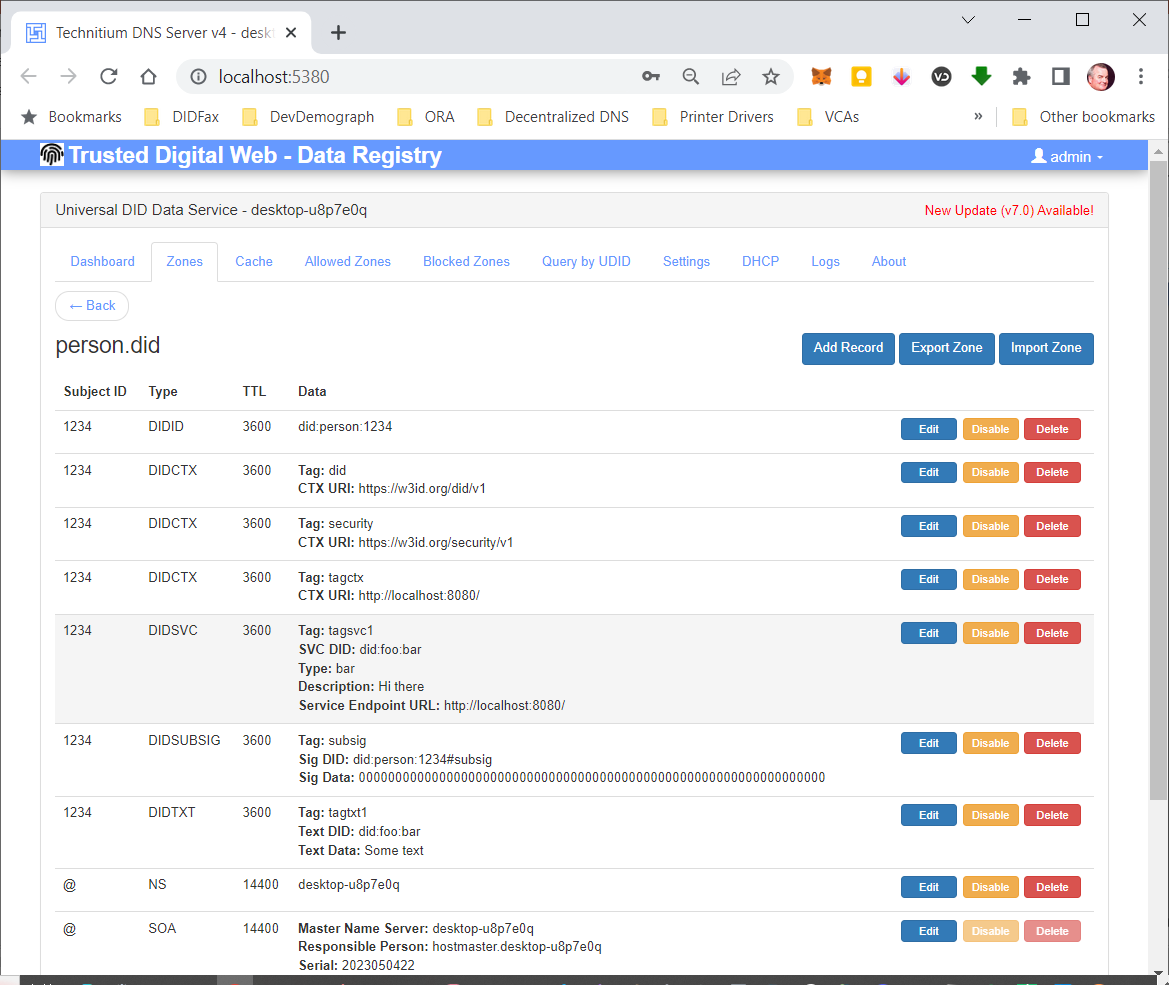 Technitium DNS Server v4 - desk
localhost:5380
Bookmarks DIDFax DevDemograph ORA Decentralized DNS Printer Drivers VCAs » Other bookmarks
Trusted Digital Web - Data Registry admin
Universal DID Data Service - desktop-u8p7e0q New Update (v7.0) Available!
Dashboard Zones Cache Allowed Zones Blocked Zones Query by UDID Settings DHCP Logs About
← Back
person.did Add Record Export Zone Import Zone
Subject ID Type TTL Data
1234 DIDID 3600 did:person:1234 Edit Disable Delete
1234 DIDCTX 3600 Tag: did Edit Disable Delete
CTX URI: https://w3id.org/did/v1
1234 DIDCTX 3600 Tag: security Edit Disable Delete
CTX URI: https://w3id.org/security/v1
1234 DIDCTX 3600 Tag: tagctx Edit Disable Delete
CTX URI: http://localhost:8080/
1234 DIDSVC 3600 Tag: tagsvc1 Edit Disable Delete
SVC DID: did:foo:bar
Type: bar
Description: Hi there
Service Endpoint URL: http://localhost:8080/
1234 DIDSUBSIG 3600 Tag: subsig Edit Disable Delete
Sig DID: did:person:1234#subsig
Sig Data: 0000000000000000000000000000000000000000000000000000000000000000
1234 DIDTXT 3600 Tag: tagtxt1 Edit Disable Delete
Text DID: did:foo:bar
Text Data: Some text
@ NS 14400 desktop-u8p7e0q Edit Disable Delete
@ SOA 14400 Master Name Server: desktop-u8p7e0q Edit Disable Delete
Responsible Person: hostmaster.desktop-u8p7e0q
Serial: 2023050422